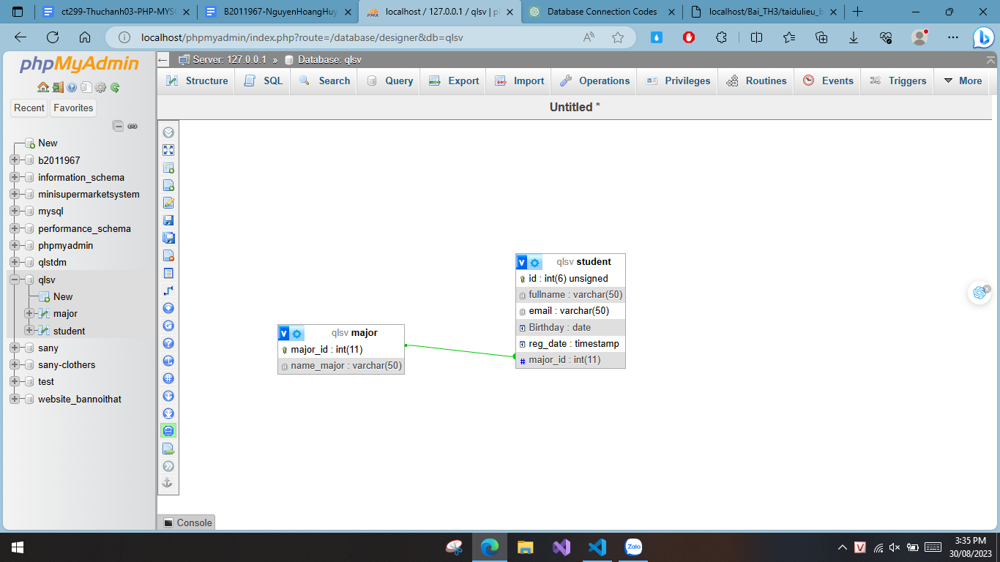 ct299-Thuchanh03-PHP-MYS
B2011967-NguyenHoangHuy
localhost / 127.0.0.1 / qlsv | p
Database Connection Codes
localhost/Bai_TH3/taidulieu_b
localhost/phpmyadmin/index.php?route=/database/designer&db=qlsv
phpMyAdmin
Recent
Favorites
New
b2011967
information_schema
minisupermarketsystem
mysql
performance_schema
phpmyadmin
qlstdm
qlsv
New
major
student
sany
sany-clothers
test
website_bannoithat
Server: 127.0.0.1 » Database: qlsv
Structure
SQL
Search
Query
Export
Import
Operations
Privileges
Routines
Events
Triggers
More
Untitled *
qlsv major
major_id : int(11)
name_major : varchar(50)
qlsv student
id : int(6) unsigned
fullname : varchar(50)
email : varchar(50)
Birthday : date
reg_date : timestamp
major_id : int(11)
Console
Zalo
3:35 PM
30/08/2023